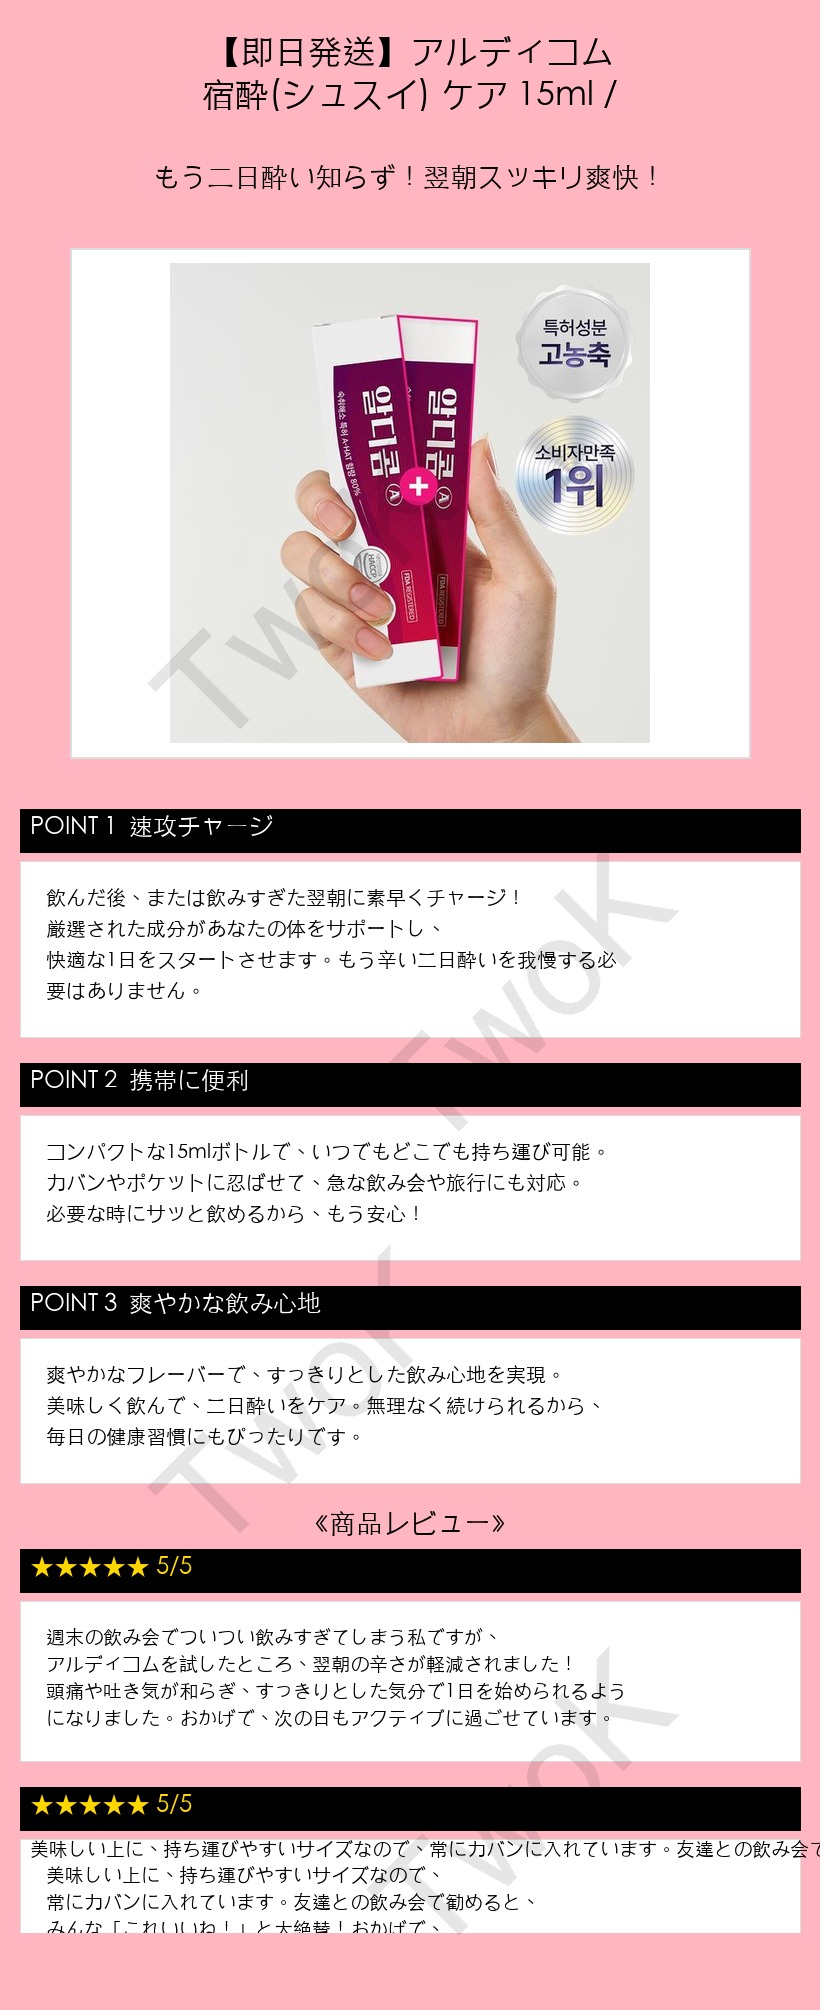 【即日発送】アルディコム
宿酔(シュスイ) ケア 15ml /
もう二日酔い知らず！翌朝スッキリ爽快！
특허성분
고농축
소비자만족
1위
알디콤 A
숙취해소 특허 A-HAT 함량 80%
HACCP
FDA REGISTERED
알디콤 A
FDA REGISTERED
+
TwoK
POINT 1 速攻チャージ
飲んだ後、または飲みすぎた翌朝に素早くチャージ！
厳選された成分があなたの体をサポートし、
快適な1日をスタートさせます。もう辛い二日酔いを我慢する必
要はありません。
TwoK
POINT 2 携帯に便利
コンパクトな15mlボトルで、いつでもどこでも持ち運び可能。
カバンやポケットに忍ばせて、急な飲み会や旅行にも対応。
必要な時にサッと飲めるから、もう安心！
POINT 3 爽やかな飲み心地
爽やかなフレーバーで、すっきりとした飲み心地を実現。
美味しく飲んで、二日酔いをケア。無理なく続けられるから、
毎日の健康習慣にもぴったりです。
TwoK
《商品レビュー》
★★★★★ 5/5
週末の飲み会でついつい飲みすぎてしまう私ですが、
アルディコムを試したところ、翌朝の辛さが軽減されました！
頭痛や吐き気が和らぎ、すっきりとした気分で1日を始められるよう
になりました。おかげで、次の日もアクティブに過ごせています。
TwoK
★★★★★ 5/5
美味しい上に、持ち運びやすいサイズなので、常にカバンに入れています。友達との飲み会で
美味しい上に、持ち運びやすいサイズなので、
常にカバンに入れています。友達との飲み会で勧めると、
みんな「これいいね！」と大絶賛！おかげで、